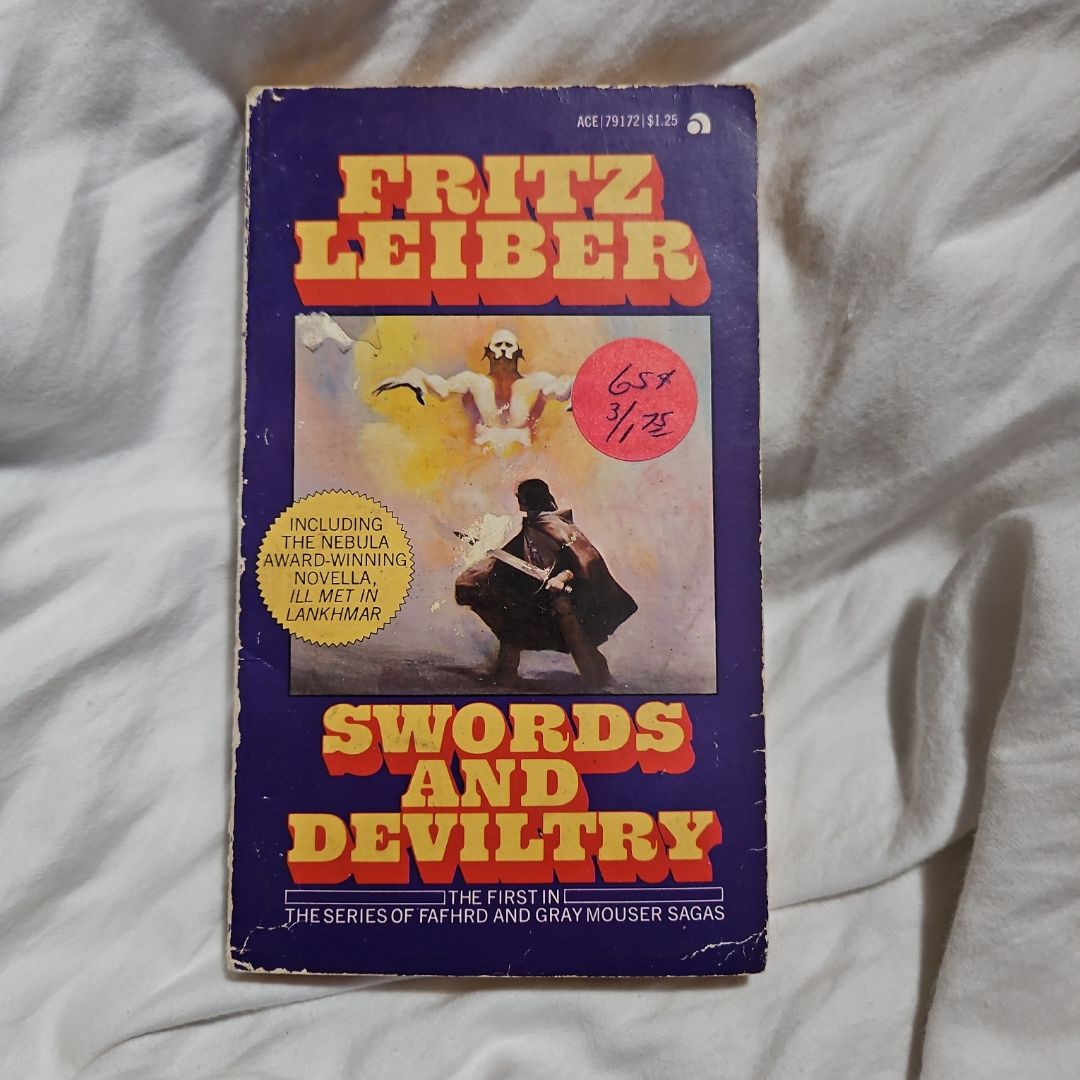 ACE|79172|$1.25
FRITZ
LEIBER
65¢
3/1.75
INCLUDING
THE NEBULA
AWARD-WINNING
NOVELLA,
ILL MET IN
LANKHMAR
SWORDS
AND
DEVILTRY
THE FIRST IN
THE SERIES OF FAFHRD AND GRAY MOUSER SAGAS